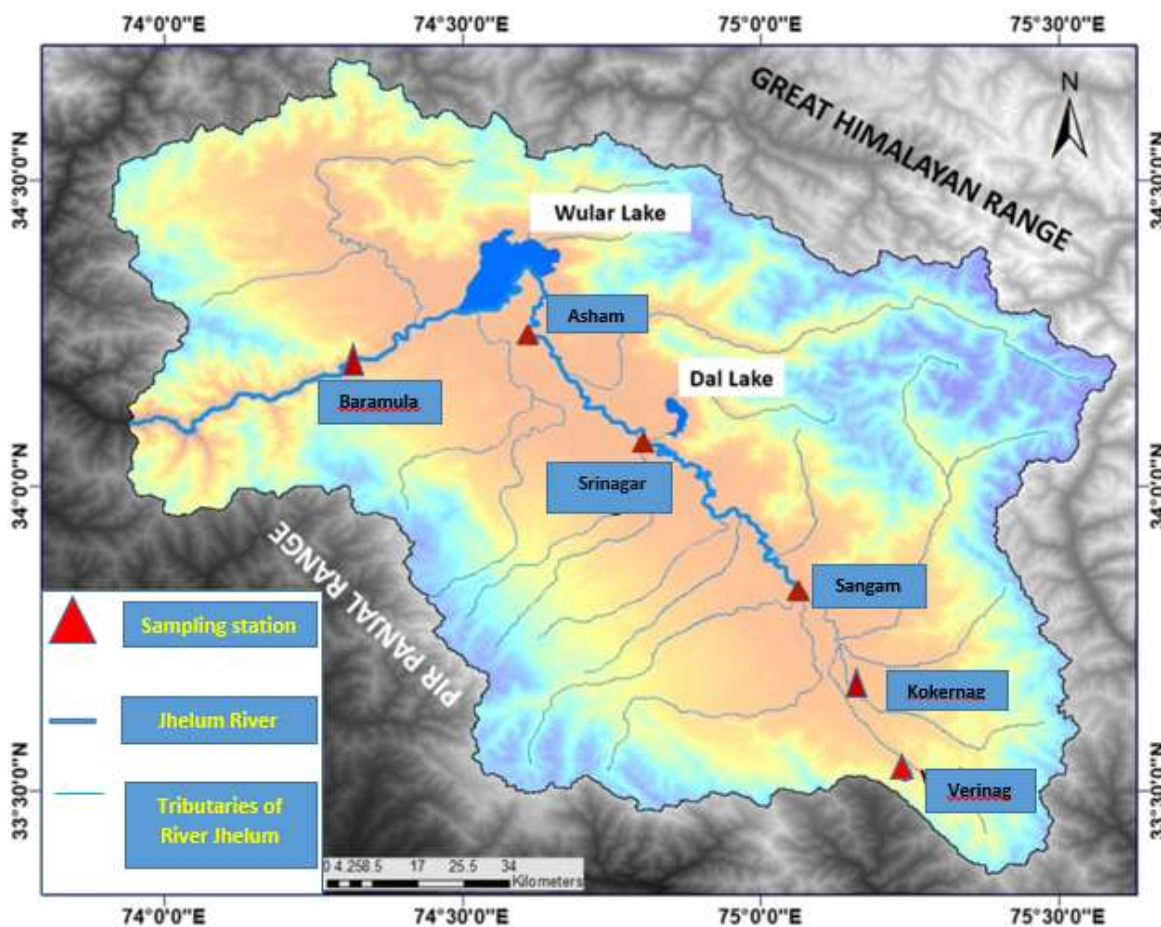 74°0'0"E 74°30'0"E 75°0'0"E 75°30'0"E
GREAT HIMALAYAN RANGE
N
34°30'0"N
34°30'0"N
Wular Lake
Asham
Dal Lake
Baramula
Srinagar
34°0'0"N
34°0'0"N
PIR PANJAL RANGE
Sangam
Sampling station
Kokernag
Jhelum River
Verinag
33°30'0"N
33°30'0"N
Tributaries of
River Jhelum
0 4.258.5 17 25.5 34
Kilometers
74°0'0"E 74°30'0"E 75°0'0"E 75°30'0"E